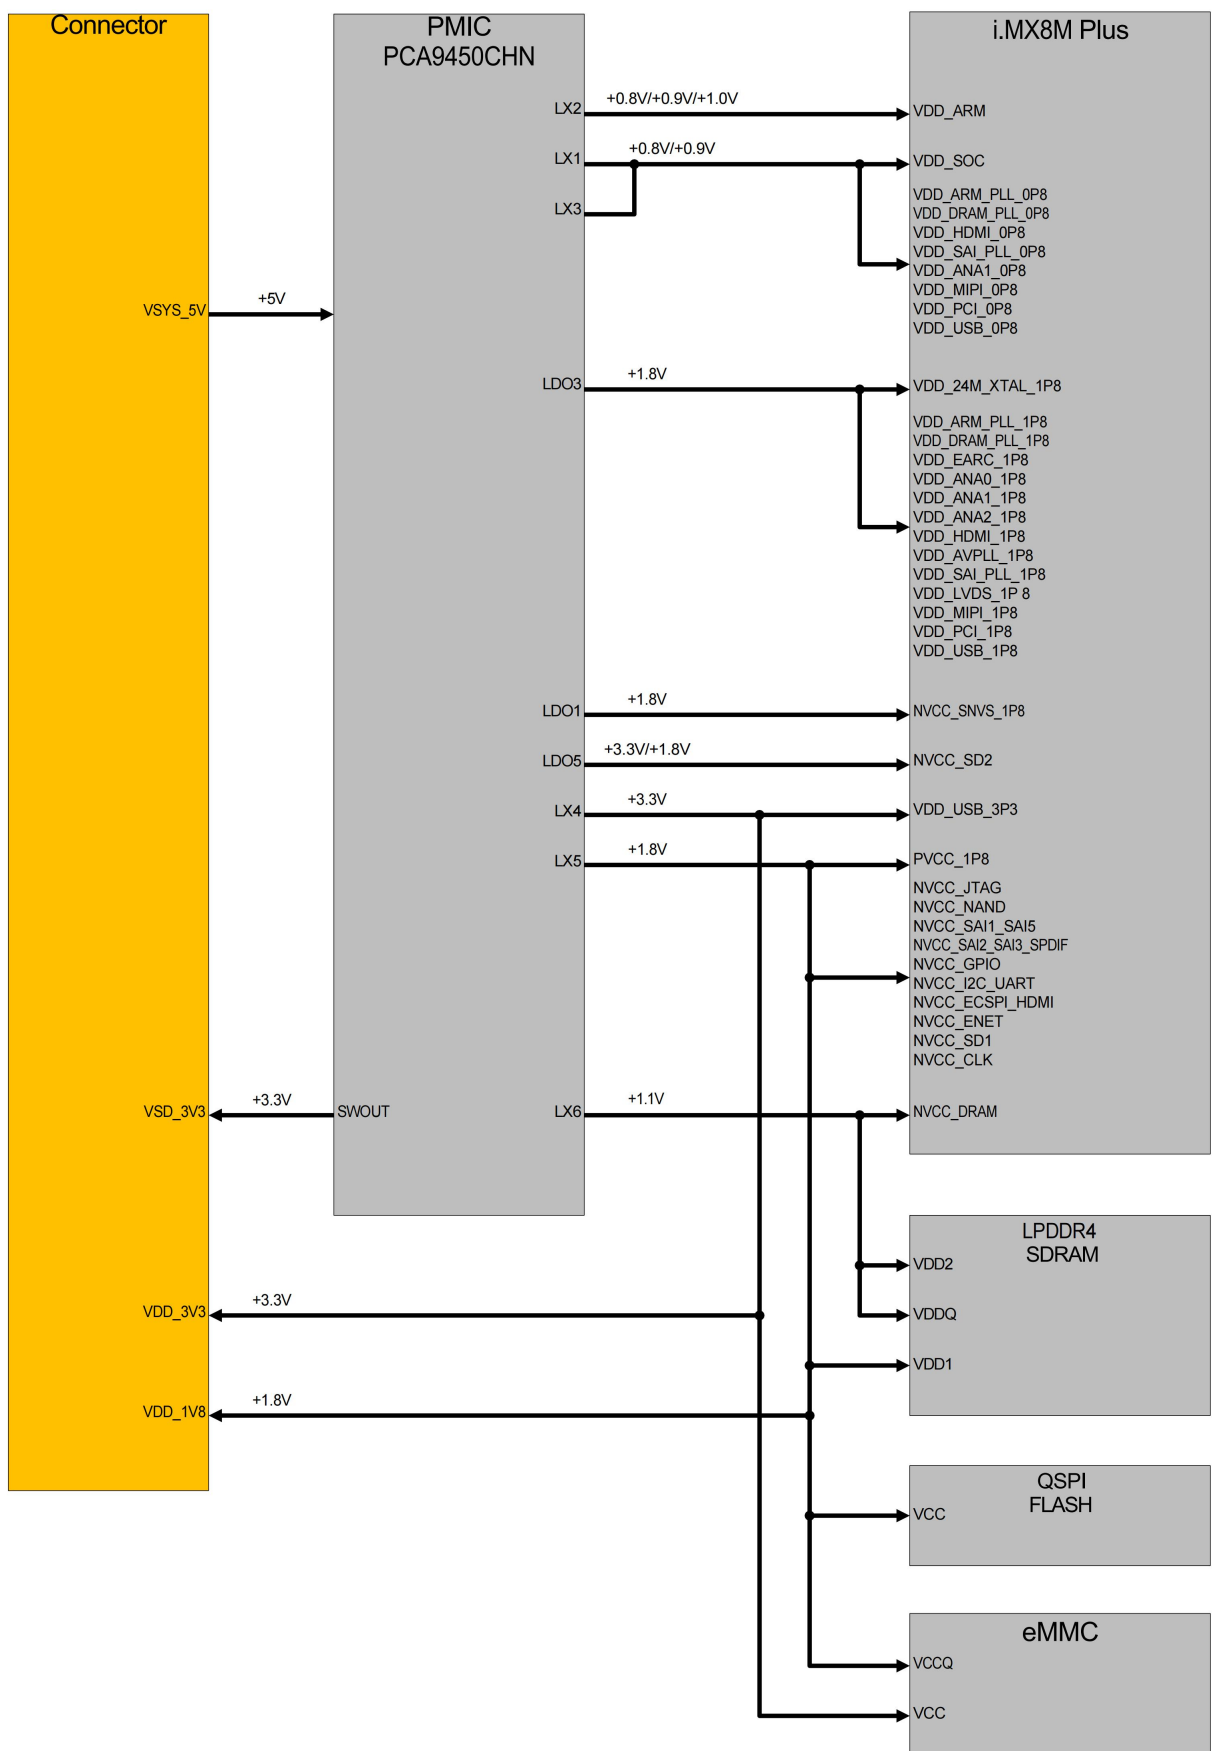 Connector
VSYS_5V
+5V
VSD_3V3
+3.3V
VDD_3V3
+3.3V
VDD_1V8
+1.8V
PMIC
PCA9450CHN
LX2
+0.8V/+0.9V/+1.0V
LX1
+0.8V/+0.9V
LX3
LDO3
+1.8V
LDO1
+1.8V
LDO5
+3.3V/+1.8V
LX4
+3.3V
LX5
+1.8V
SWOUT
LX6
+1.1V
i.MX8M Plus
VDD_ARM
VDD_SOC
VDD_ARM_PLL_0P8
VDD_DRAM_PLL_0P8
VDD_HDMI_0P8
VDD_SAI_PLL_0P8
VDD_ANA1_0P8
VDD_MIPI_0P8
VDD_PCI_0P8
VDD_USB_0P8
VDD_24M_XTAL_1P8
VDD_ARM_PLL_1P8
VDD_DRAM_PLL_1P8
VDD_EARC_1P8
VDD_ANA0_1P8
VDD_ANA1_1P8
VDD_ANA2_1P8
VDD_HDMI_1P8
VDD_AVPLL_1P8
VDD_SAI_PLL_1P8
VDD_LVDS_1P 8
VDD_MIPI_1P8
VDD_PCI_1P8
VDD_USB_1P8
NVCC_SNVS_1P8
NVCC_SD2
VDD_USB_3P3
PVCC_1P8
NVCC_JTAG
NVCC_NAND
NVCC_SAI1_SAI5
NVCC_SAI2_SAI3_SPDIF
NVCC_GPIO
NVCC_I2C_UART
NVCC_ECSPI_HDMI
NVCC_ENET
NVCC_SD1
NVCC_CLK
NVCC_DRAM
LPDDR4
SDRAM
VDD2
VDDQ
VDD1
QSPI
FLASH
VCC
eMMC
VCCQ
VCC